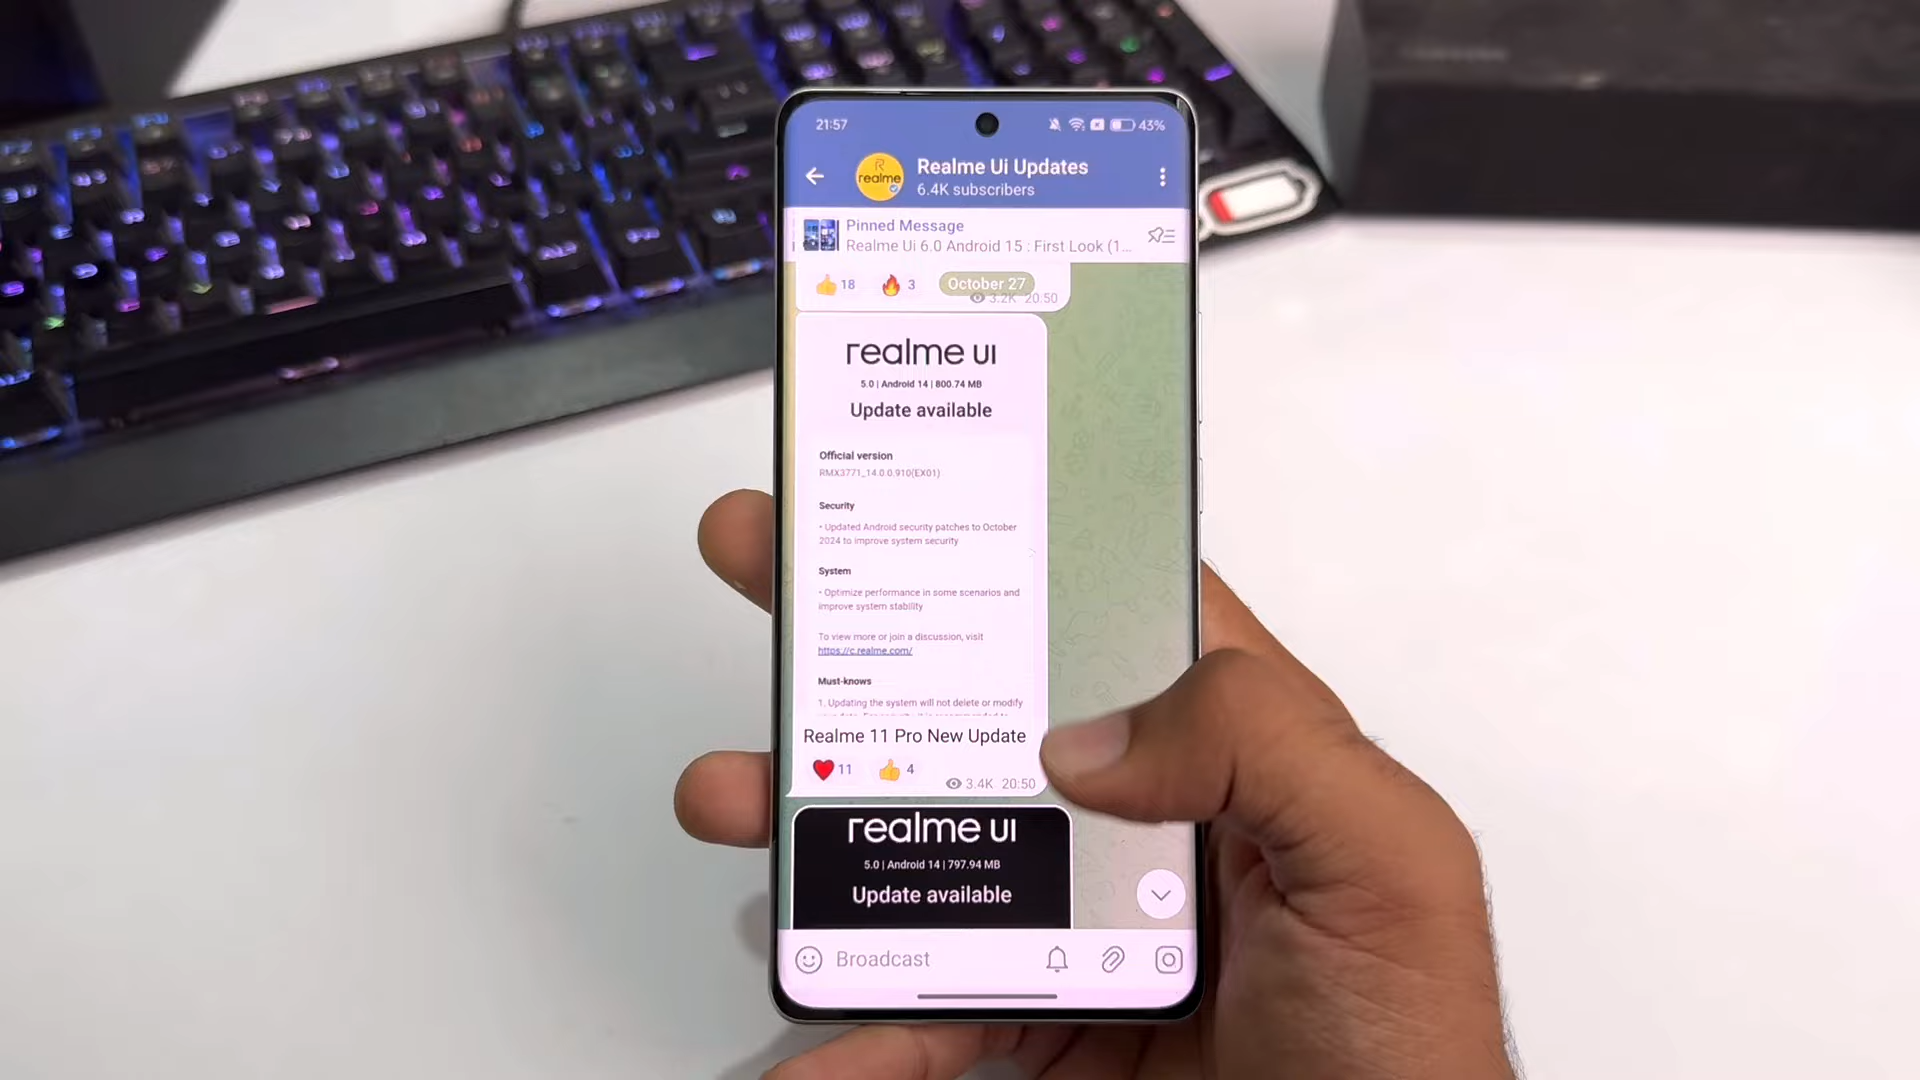 21:57
43%
realme
Realme Ui Updates
6.4K subscribers
Pinned Message
Realme Ui 6.0 Android 15 : First Look (1...
18
3
October 27
3.2K 20:50
realme UI
5.0 | Android 14 | 800.74 MB
Update available
Official version
RMX3771_14.0.0.910(EX01)
Security
• Updated Android security patches to October
2024 to improve system security
System
• Optimize performance in some scenarios and
improve system stability
To view more or join a discussion, visit
https://c.realme.com/
Must-knows
1. Updating the system will not delete or modify
Realme 11 Pro New Update
11
4
3.4K 20:50
realme UI
5.0 | Android 14 | 797.94 MB
Update available
Broadcast